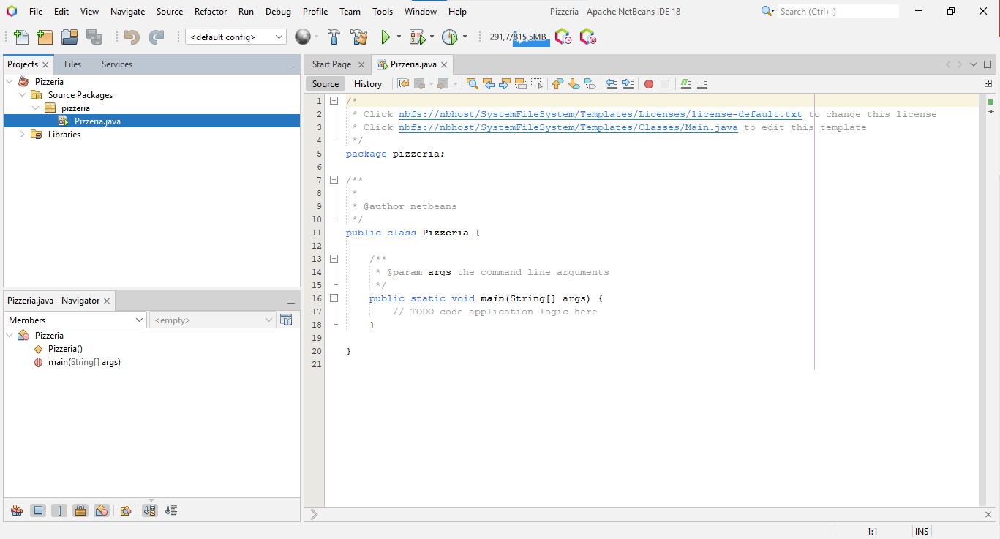 File Edit View Navigate Source Refactor Run Debug Profile Team Tools Window Help Pizzeria - Apache NetBeans IDE 18 Search (Ctrl+I)
<default config> 291,7/815,5MB
Projects Files Services
Pizzeria
Source Packages
pizzeria
Pizzeria.java
Libraries
Pizzeria.java - Navigator
Members <empty>
Pizzeria
Pizzeria()
main(String[] args)
Start Page Pizzeria.java
Source History
1 /*
2 * Click nbfs://nbhost/SystemFileSystem/Templates/Licenses/license-default.txt to change this license
3 * Click nbfs://nbhost/SystemFileSystem/Templates/Classes/Main.java to edit this template
4 */
5 package pizzeria;
6
7 /**
8 *
9 * @author netbeans
10 */
11 public class Pizzeria {
12
13 /**
14 * @param args the command line arguments
15 */
16 public static void main(String[] args) {
17 // TODO code application logic here
18 }
19
20 }
21
1:1 INS